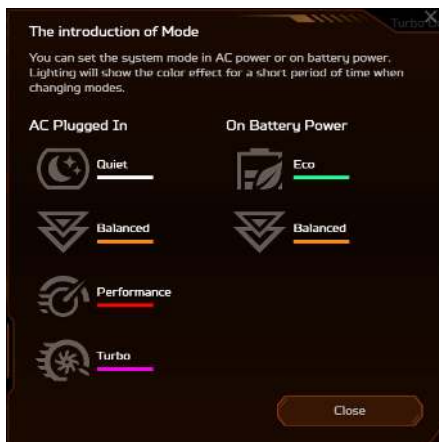 The introduction of Mode
You can set the system mode in AC power or on battery power.
Lighting will show the color effect for a short period of time when
changing modes.
AC Plugged In
On Battery Power
Quiet
Eco
Balanced
Balanced
Performance
Turbo
Close